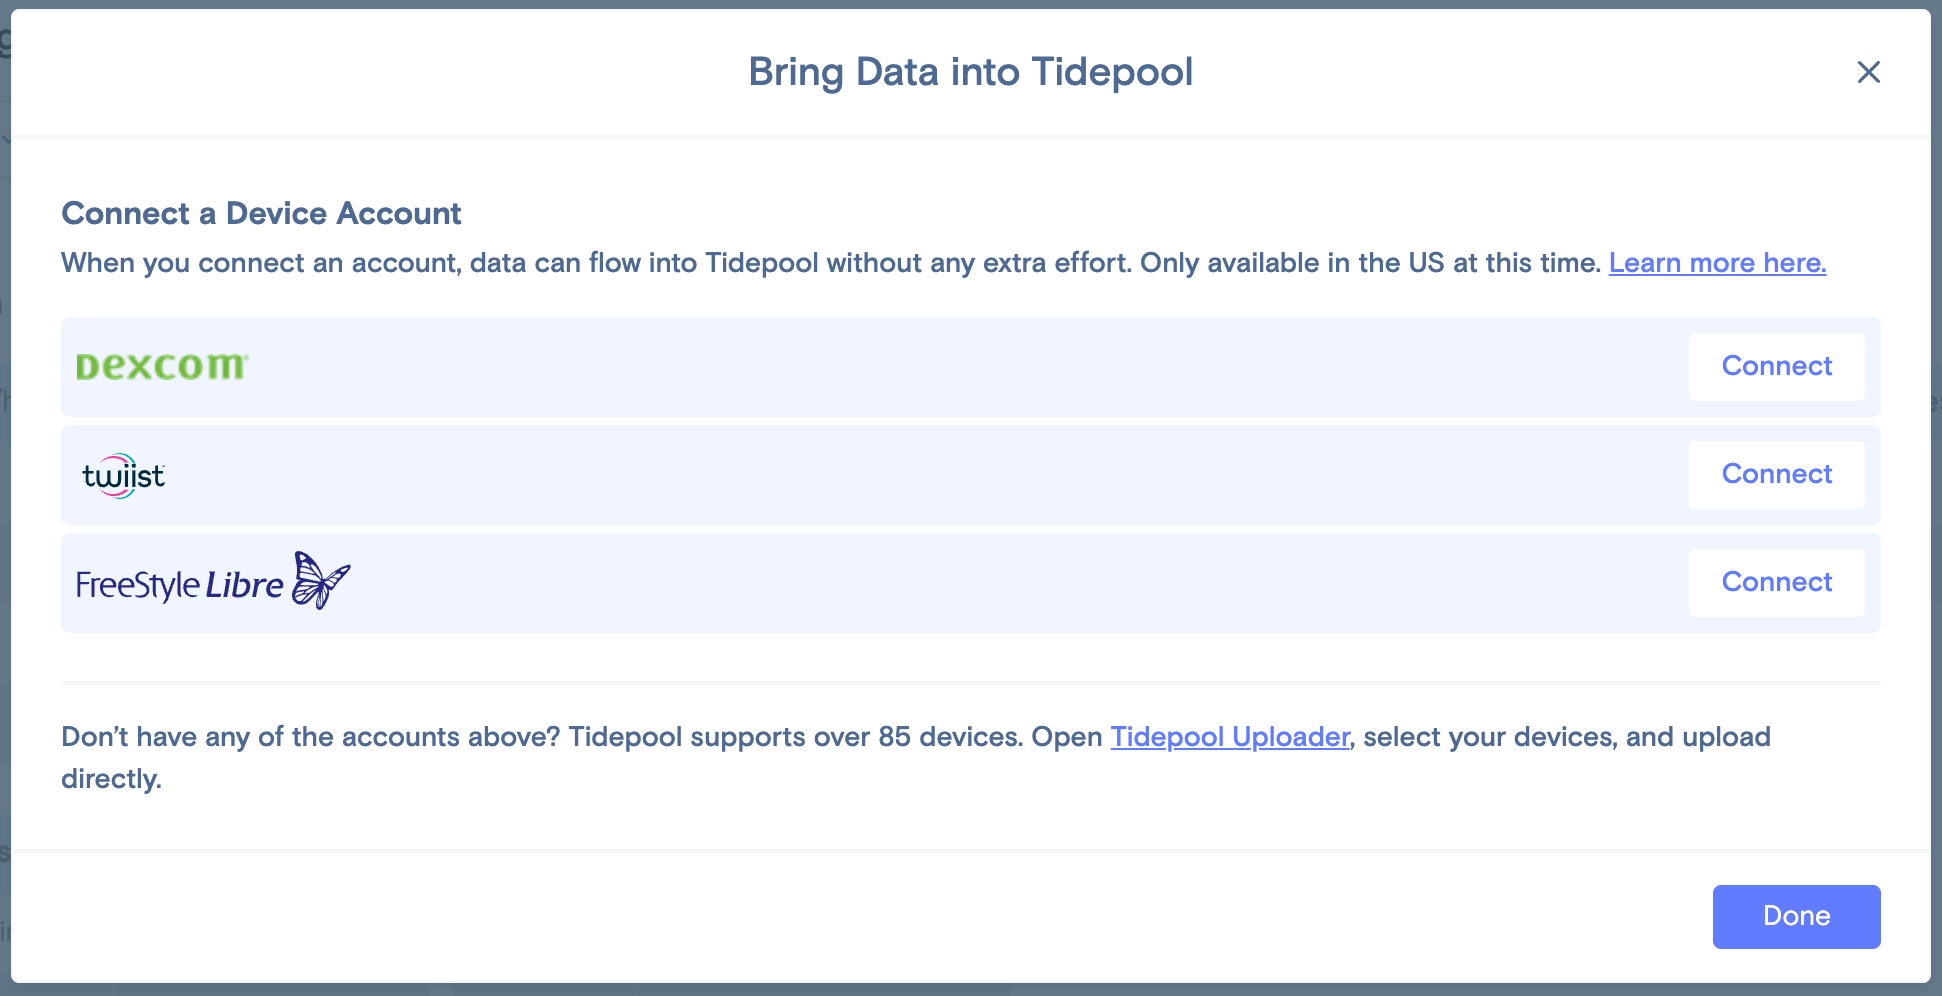 Bring Data into Tidepool
Connect a Device Account
When you connect an account, data can flow into Tidepool without any extra effort. Only available in the US at this time. Learn more here.
Dexcom
Connect
twiist
Connect
FreeStyle Libre
Connect
Don’t have any of the accounts above? Tidepool supports over 85 devices. Open Tidepool Uploader, select your devices, and upload
directly.
Done